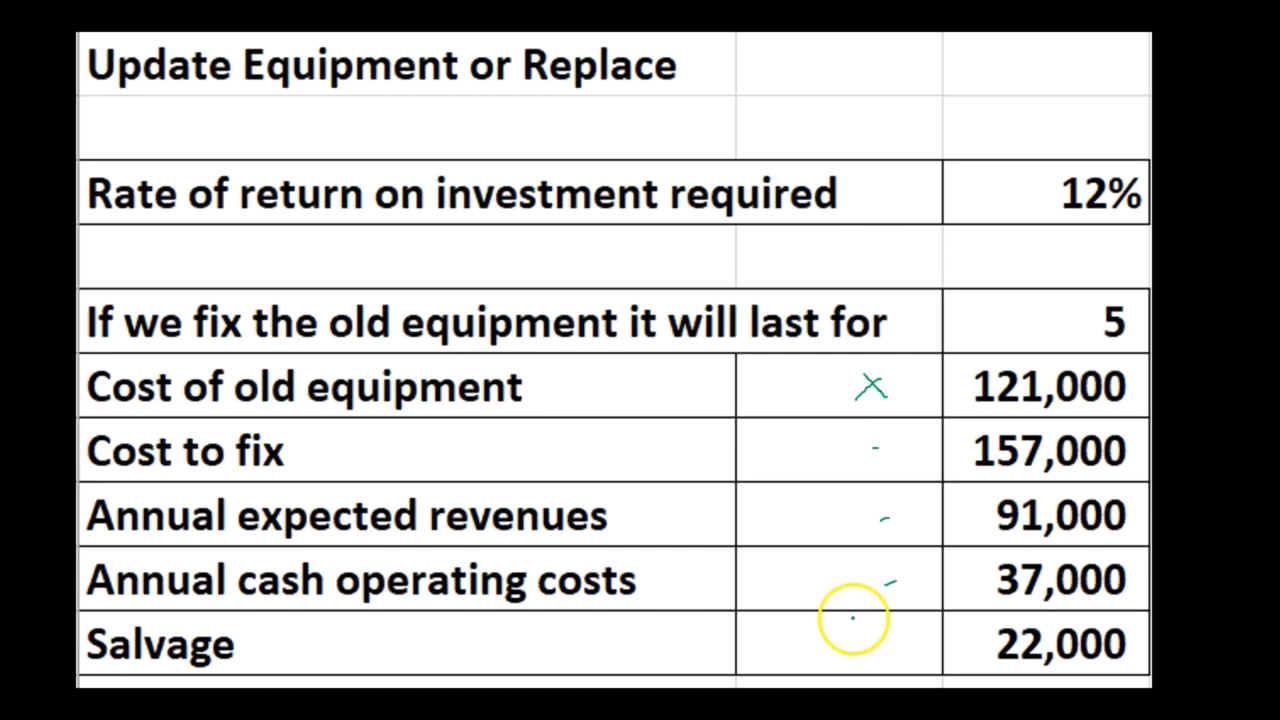 Update Equipment or Replace
Rate of return on investment required 12%
If we fix the old equipment it will last for 5
Cost of old equipment 121,000
Cost to fix 157,000
Annual expected revenues 91,000
Annual cash operating costs 37,000
Salvage 22,000